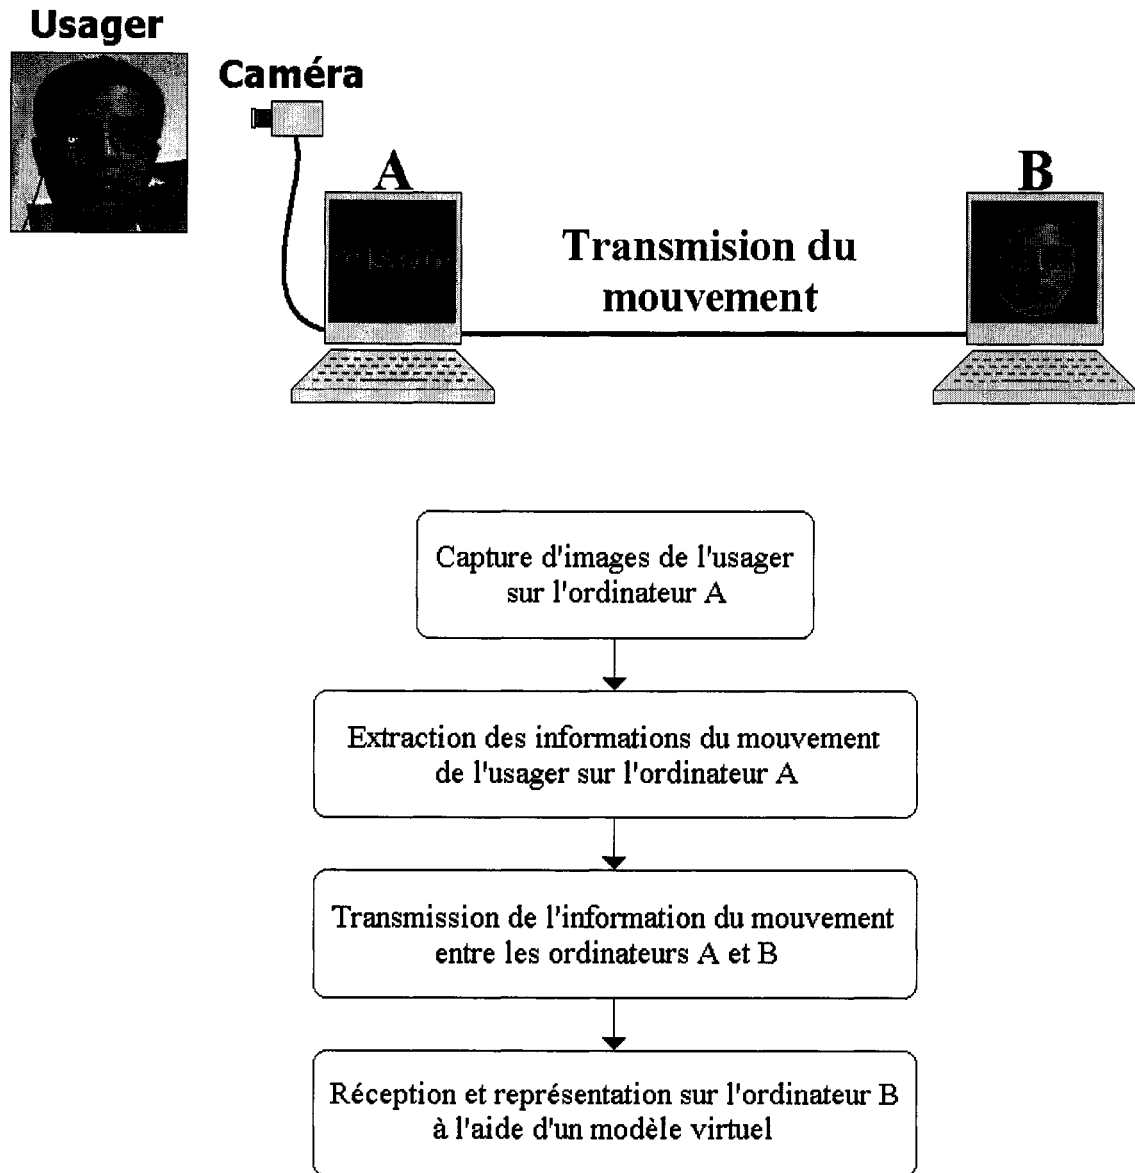 Usager
Caméra
A
B
Transmision du
mouvement
Capture d'images de l'usager
sur l'ordinateur A
Extraction des informations du mouvement
de l'usager sur l'ordinateur A
Transmission de l'information du mouvement
entre les ordinateurs A et B
Réception et représentation sur l'ordinateur B
à l'aide d'un modèle virtuel